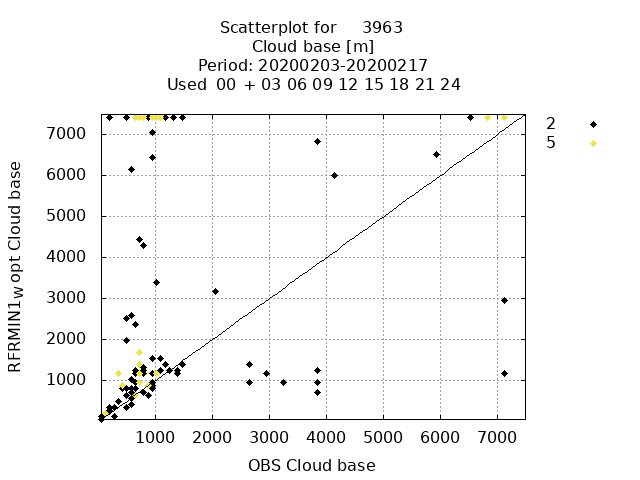 Scatterplot for 3963
Cloud base [m]
Period: 20200203-20200217
Used 00 + 03 06 09 12 15 18 21 24
2
5
7000
6000
5000
4000
3000
2000
1000
RFRMIN1wopt Cloud base
1000 2000 3000 4000 5000 6000 7000
OBS Cloud base